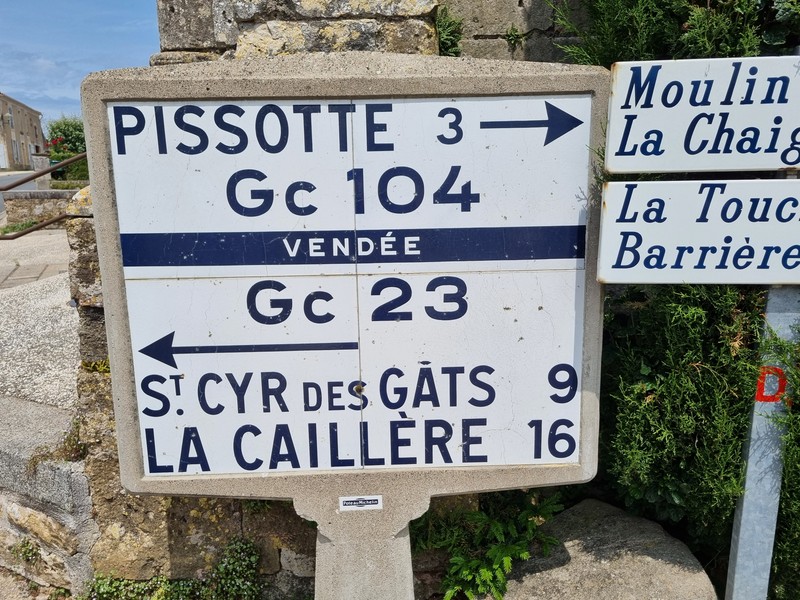 PISSOTTE 3
Gc 104
VENDÉE
Gc 23
ST. CYR DES GÂTS 9
LA CAILLÈRE 16
Moulin
La Chaig
La Touc
Barrière
D